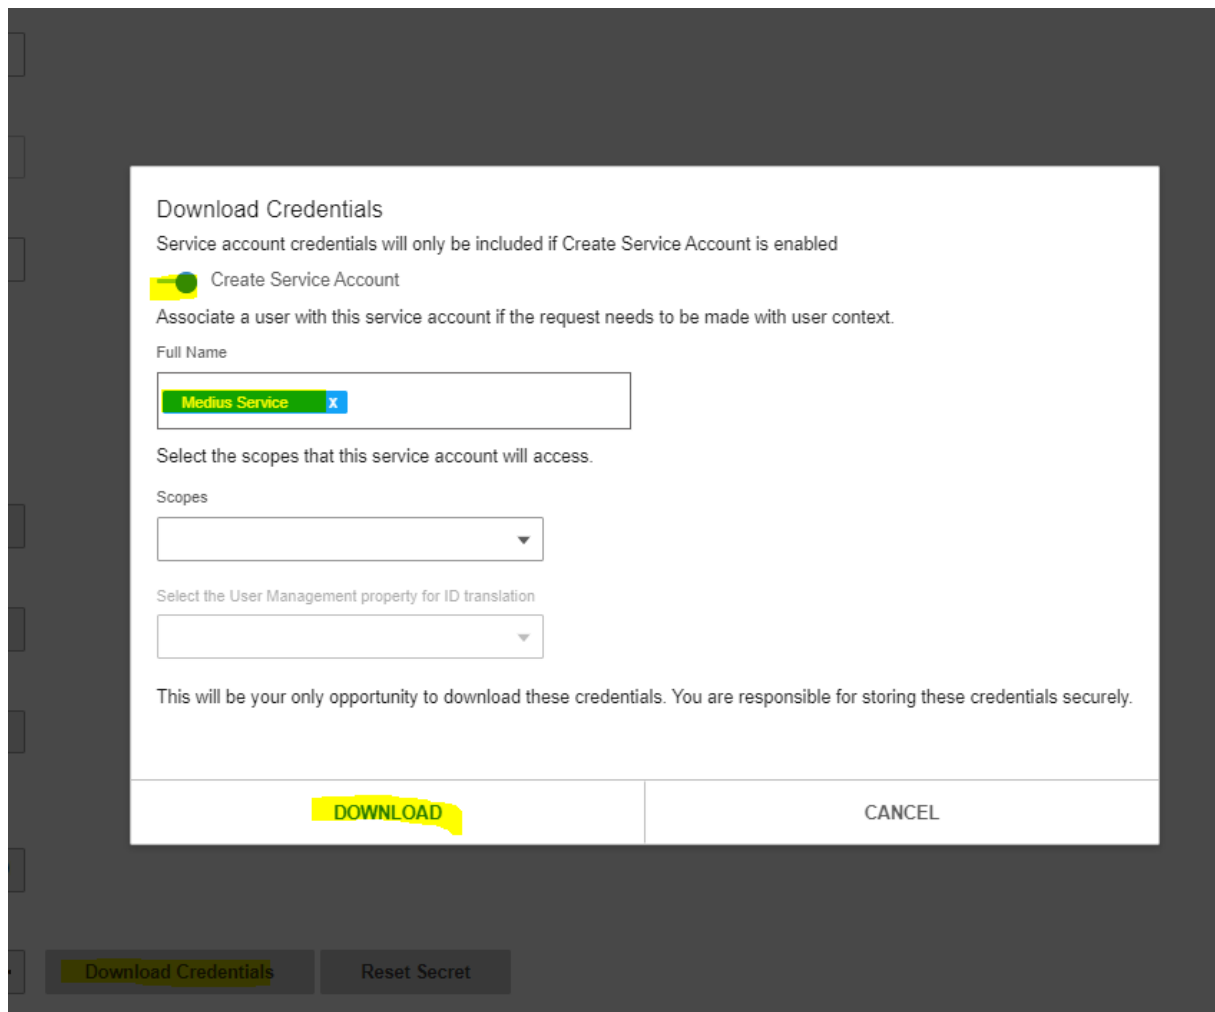 Download Credentials
Service account credentials will only be included if Create Service Account is enabled
Create Service Account
Associate a user with this service account if the request needs to be made with user context.
Full Name
Medius Service x
Select the scopes that this service account will access.
Scopes
Select the User Management property for ID translation
This will be your only opportunity to download these credentials. You are responsible for storing these credentials securely.
DOWNLOAD CANCEL
Download Credentials Reset Secret